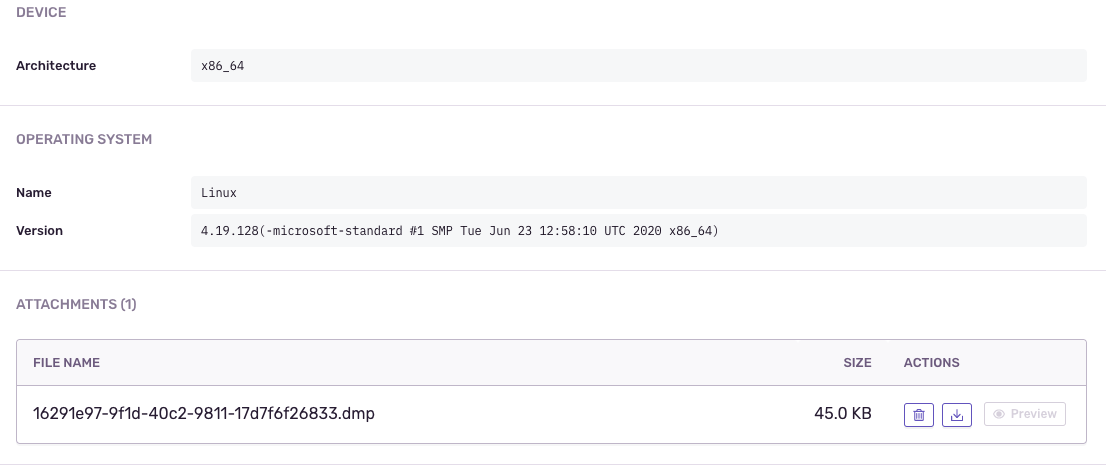 DEVICE
Architecture x86_64
OPERATING SYSTEM
Name Linux
Version 4.19.128(-microsoft-standard #1 SMP Tue Jun 23 12:58:10 UTC 2020 x86_64)
ATTACHMENTS (1)
FILE NAME SIZE ACTIONS
16291e97-9f1d-40c2-9811-17d7f6f26833.dmp 45.0 KB Preview